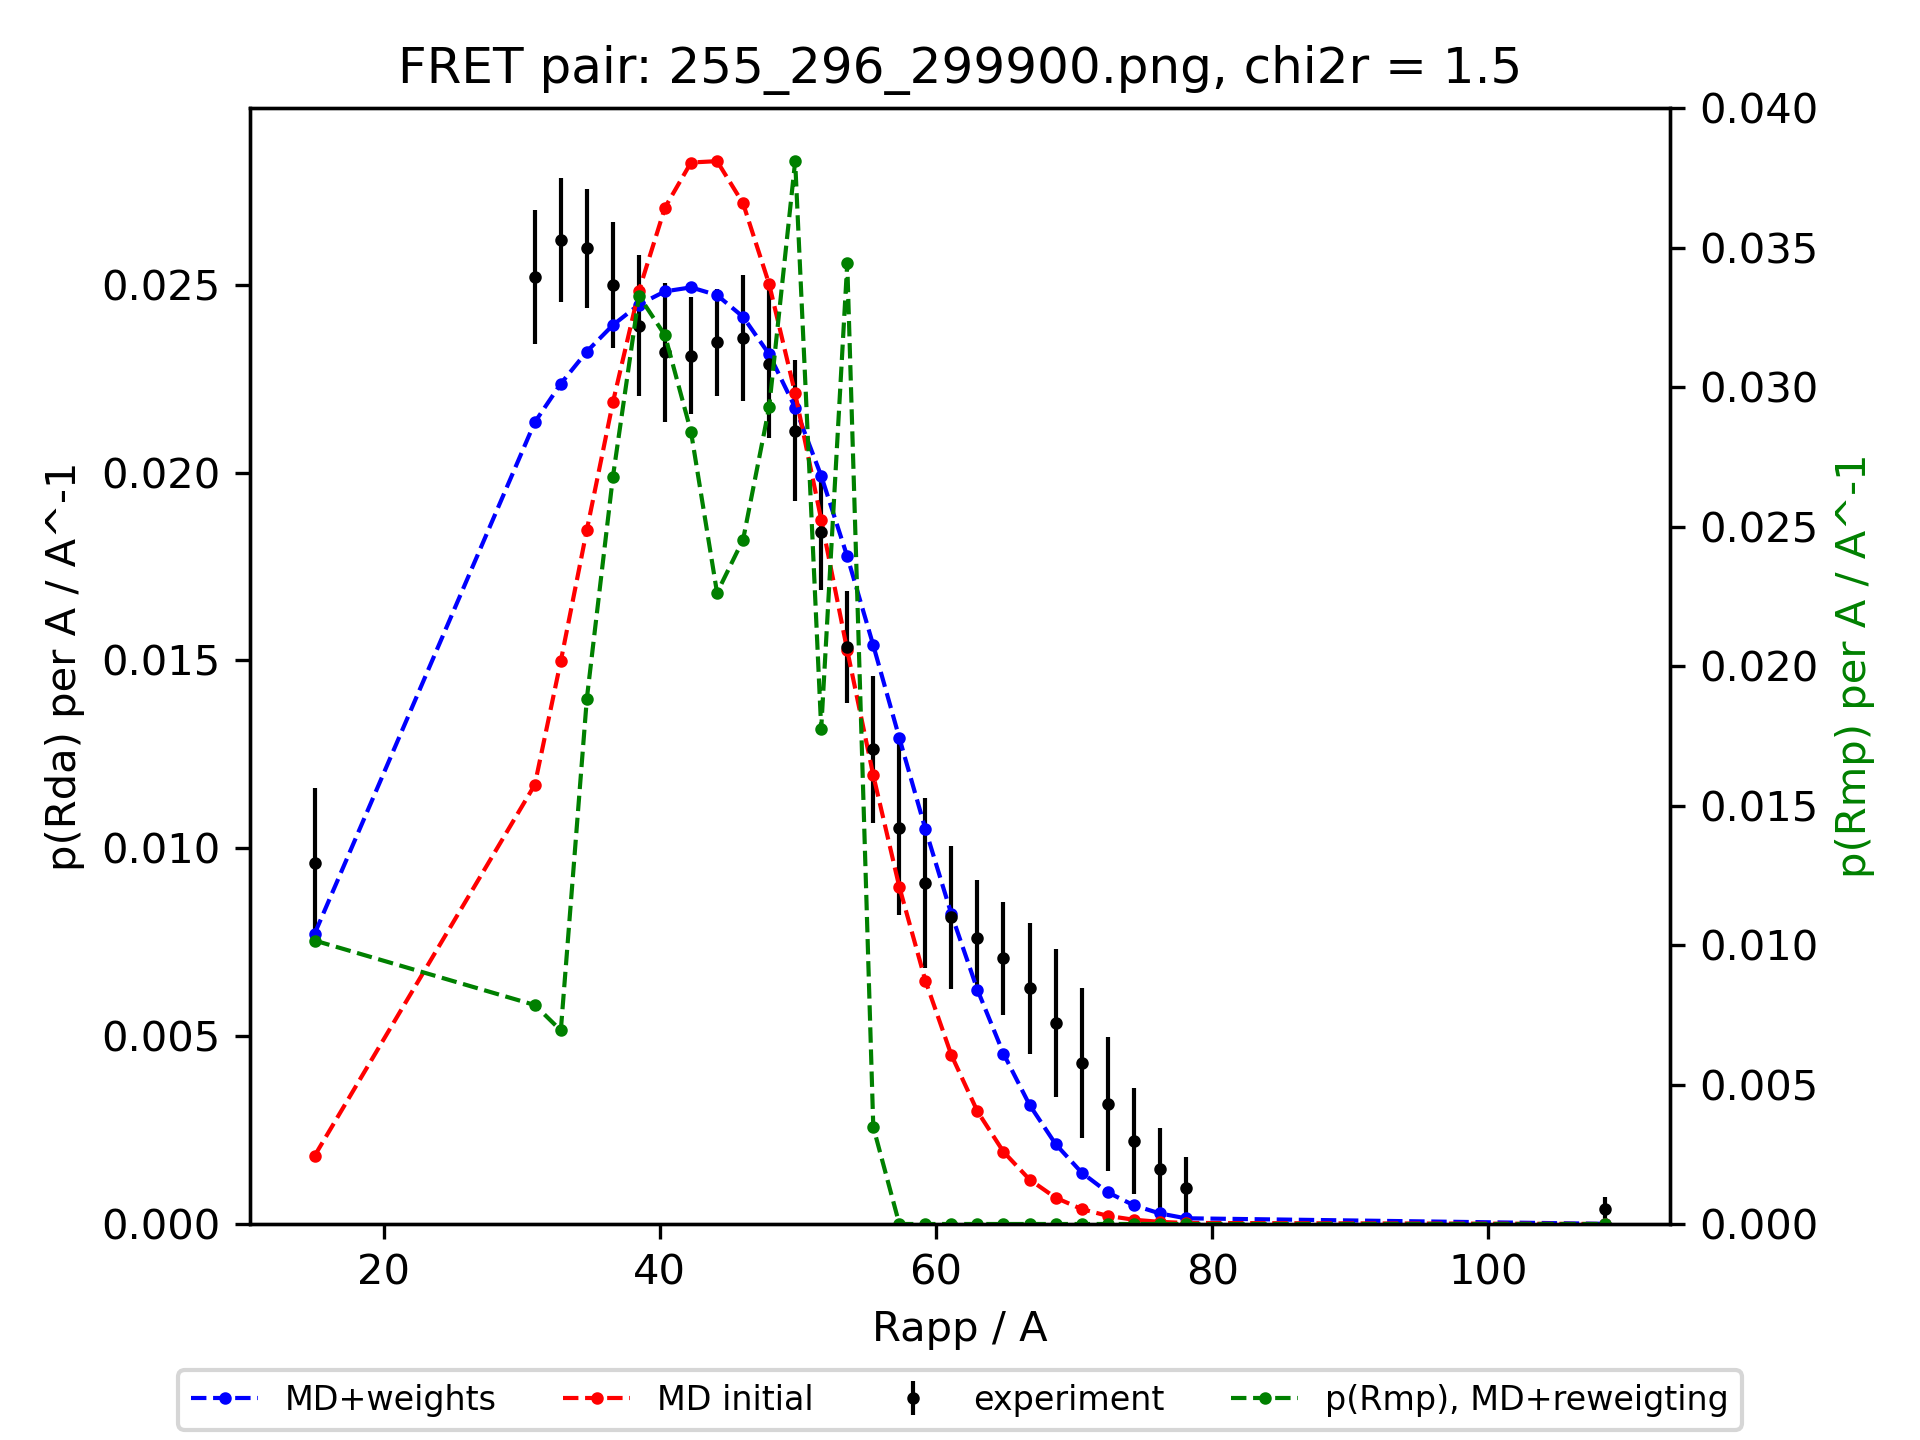 FRET pair: 255_296_299900.png, chi2r = 1.5
p(Rda) per A / A^-1
0.025
0.020
0.015
0.010
0.005
0.000
0.040
0.035
0.030
0.025
0.020
0.015
0.010
0.005
0.000
p(Rmp) per A / A^-1
20 40 60 80 100
Rapp / A
MD+weights MD initial experiment p(Rmp), MD+reweigting